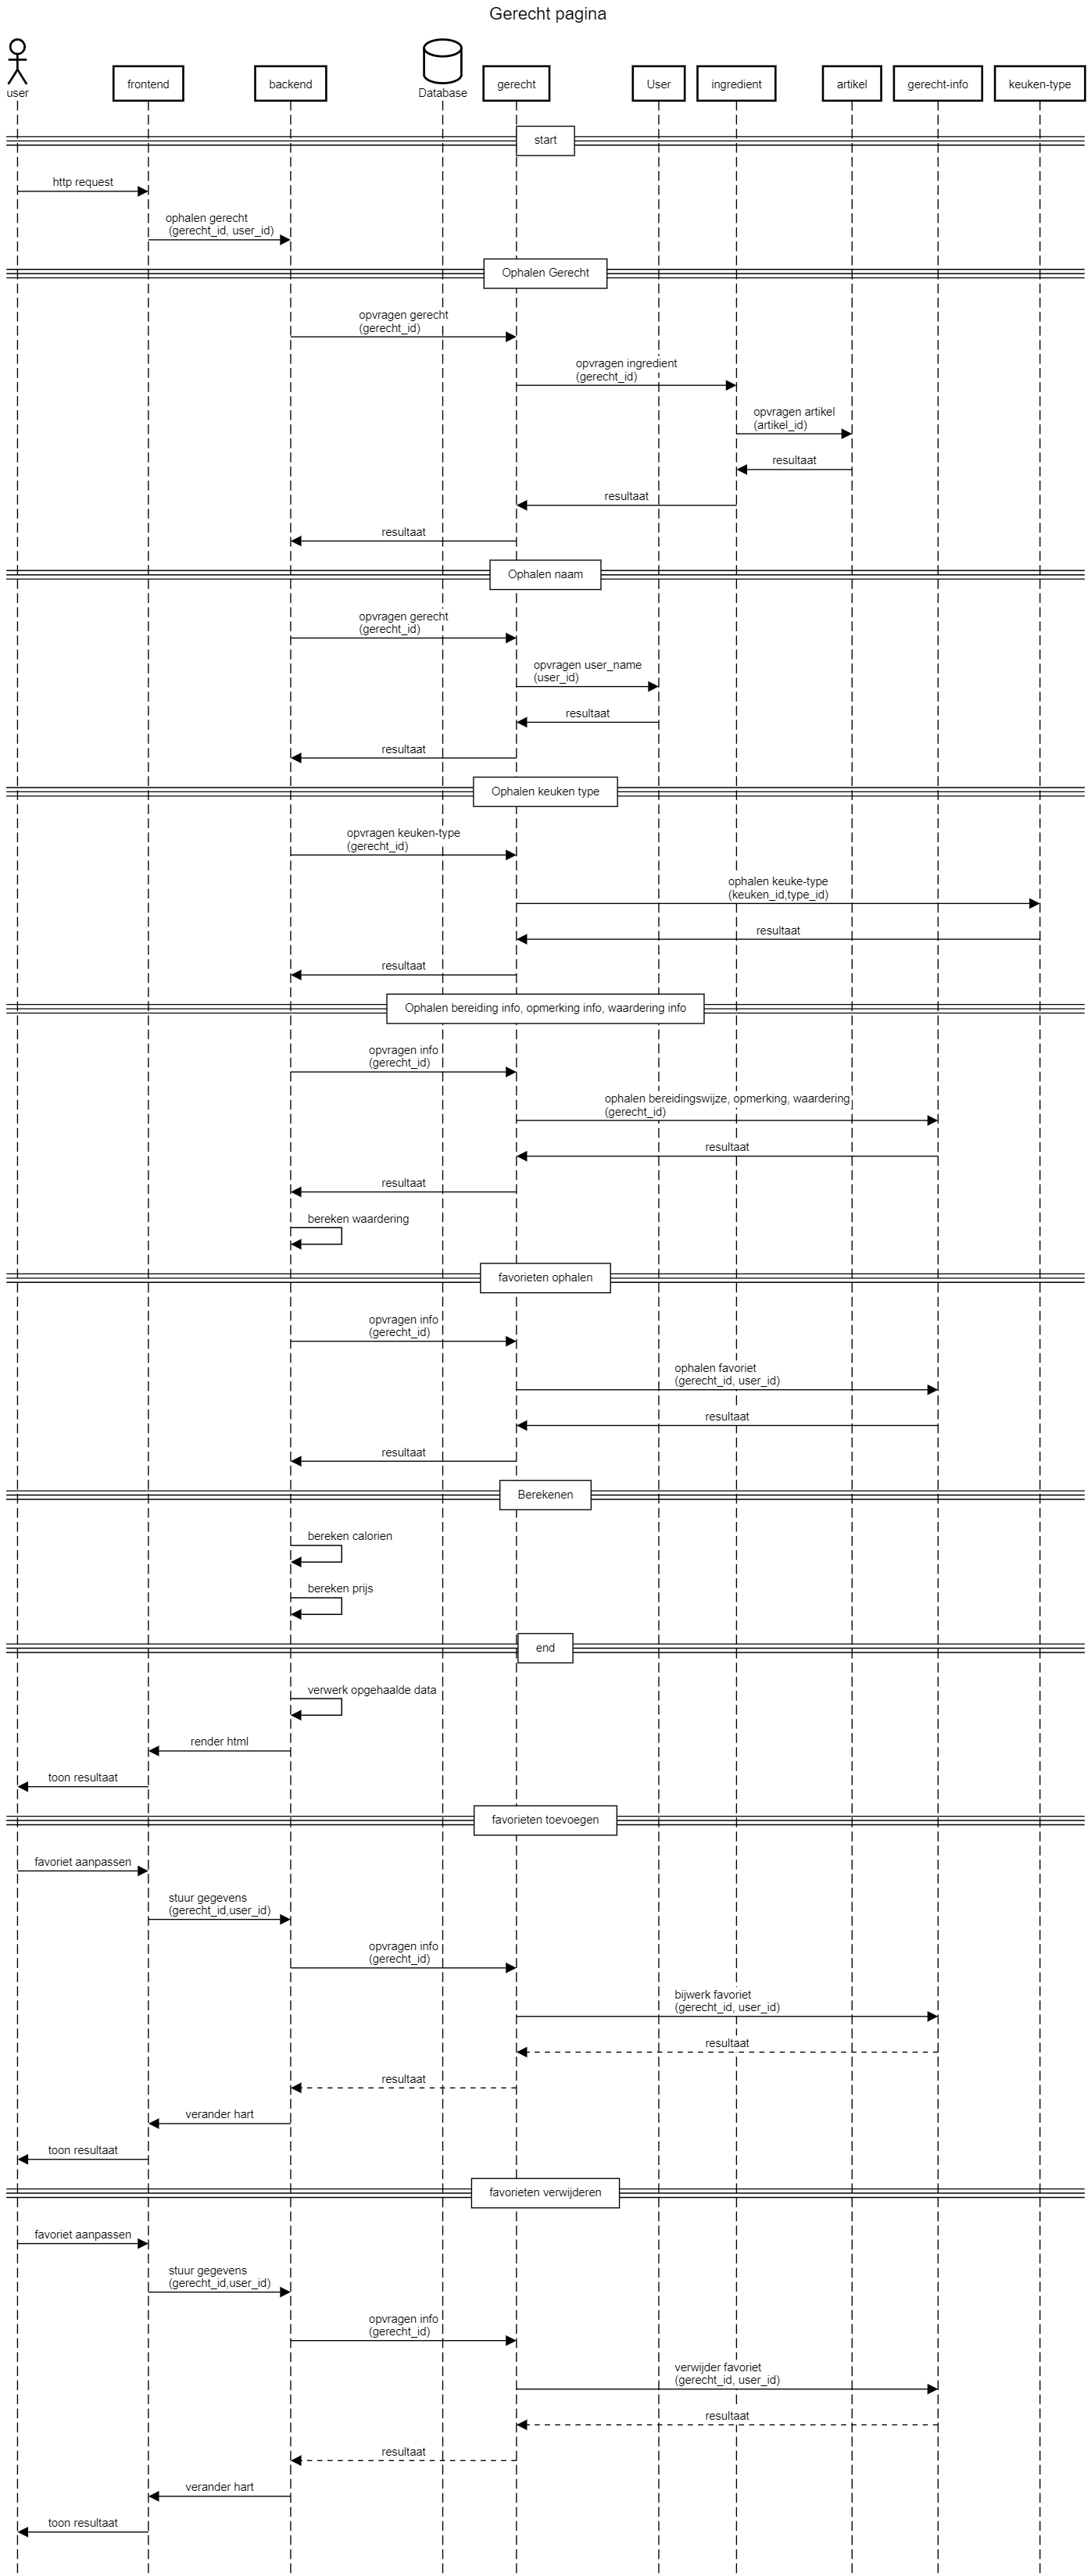 Gerecht pagina
user
frontend
backend
Database
gerecht
User
ingredient
artikel
gerecht-info
keuken-type
start
http request
ophalen gerecht
(gerecht_id, user_id)
Ophalen Gerecht
opvragen gerecht
(gerecht_id)
opvragen ingredient
(gerecht_id)
opvragen artikel
(artikel_id)
resultaat
resultaat
resultaat
Ophalen naam
opvragen gerecht
(gerecht_id)
opvragen user_name
(user_id)
resultaat
resultaat
Ophalen keuken type
opvragen keuken-type
(gerecht_id)
ophalen keuke-type
(keuken_id,type_id)
resultaat
resultaat
Ophalen bereiding info, opmerking info, waardering info
opvragen info
(gerecht_id)
ophalen bereidingswijze, opmerking, waardering
(gerecht_id)
resultaat
resultaat
bereken waardering
favorieten ophalen
opvragen info
(gerecht_id)
ophalen favoriet
(gerecht_id, user_id)
resultaat
resultaat
Berekenen
bereken calorien
bereken prijs
end
verwerk opgehaalde data
render html
toon resultaat
favorieten toevoegen
favoriet aanpassen
stuur gegevens
(gerecht_id,user_id)
opvragen info
(gerecht_id)
bijwerk favoriet
(gerecht_id, user_id)
resultaat
resultaat
verander hart
toon resultaat
favorieten verwijderen
favoriet aanpassen
stuur gegevens
(gerecht_id,user_id)
opvragen info
(gerecht_id)
verwijder favoriet
(gerecht_id, user_id)
resultaat
resultaat
verander hart
toon resultaat